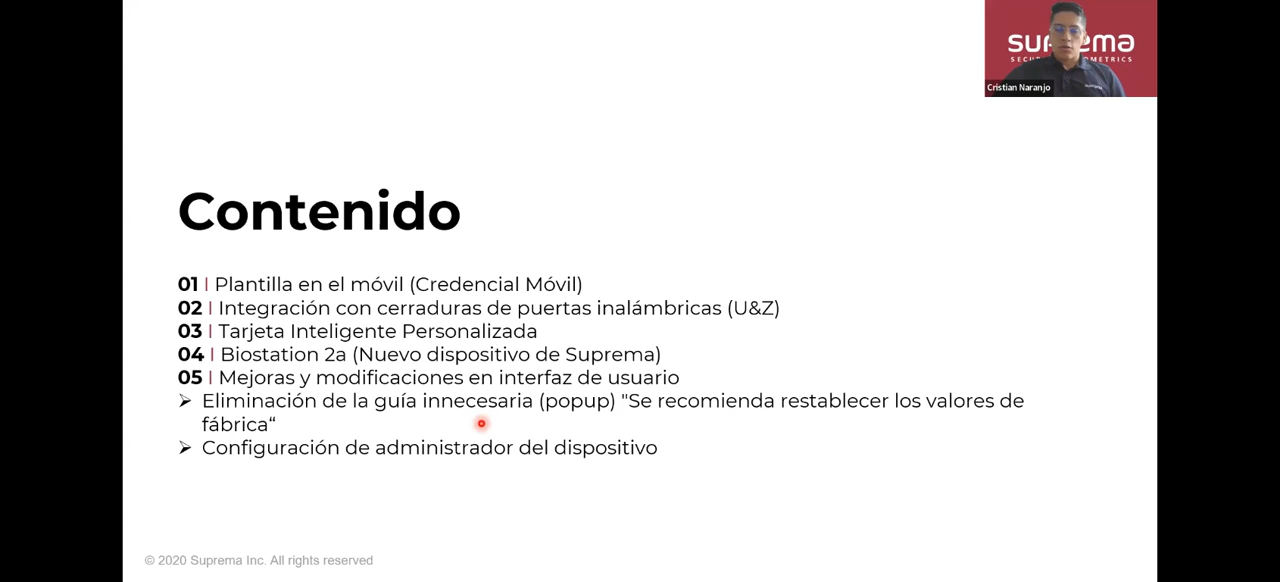 Cristian Naranjo
Contenido
01 | Plantilla en el móvil (Credencial Móvil)
02 | Integración con cerraduras de puertas inalámbricas (U&Z)
03 | Tarjeta Inteligente Personalizada
04 | Biostation 2a (Nuevo dispositivo de Suprema)
05 | Mejoras y modificaciones en interfaz de usuario
➢ Eliminación de la guía innecesaria (popup) "Se recomienda restablecer los valores de
fábrica“
➢ Configuración de administrador del dispositivo
© 2020 Suprema Inc. All rights reserved